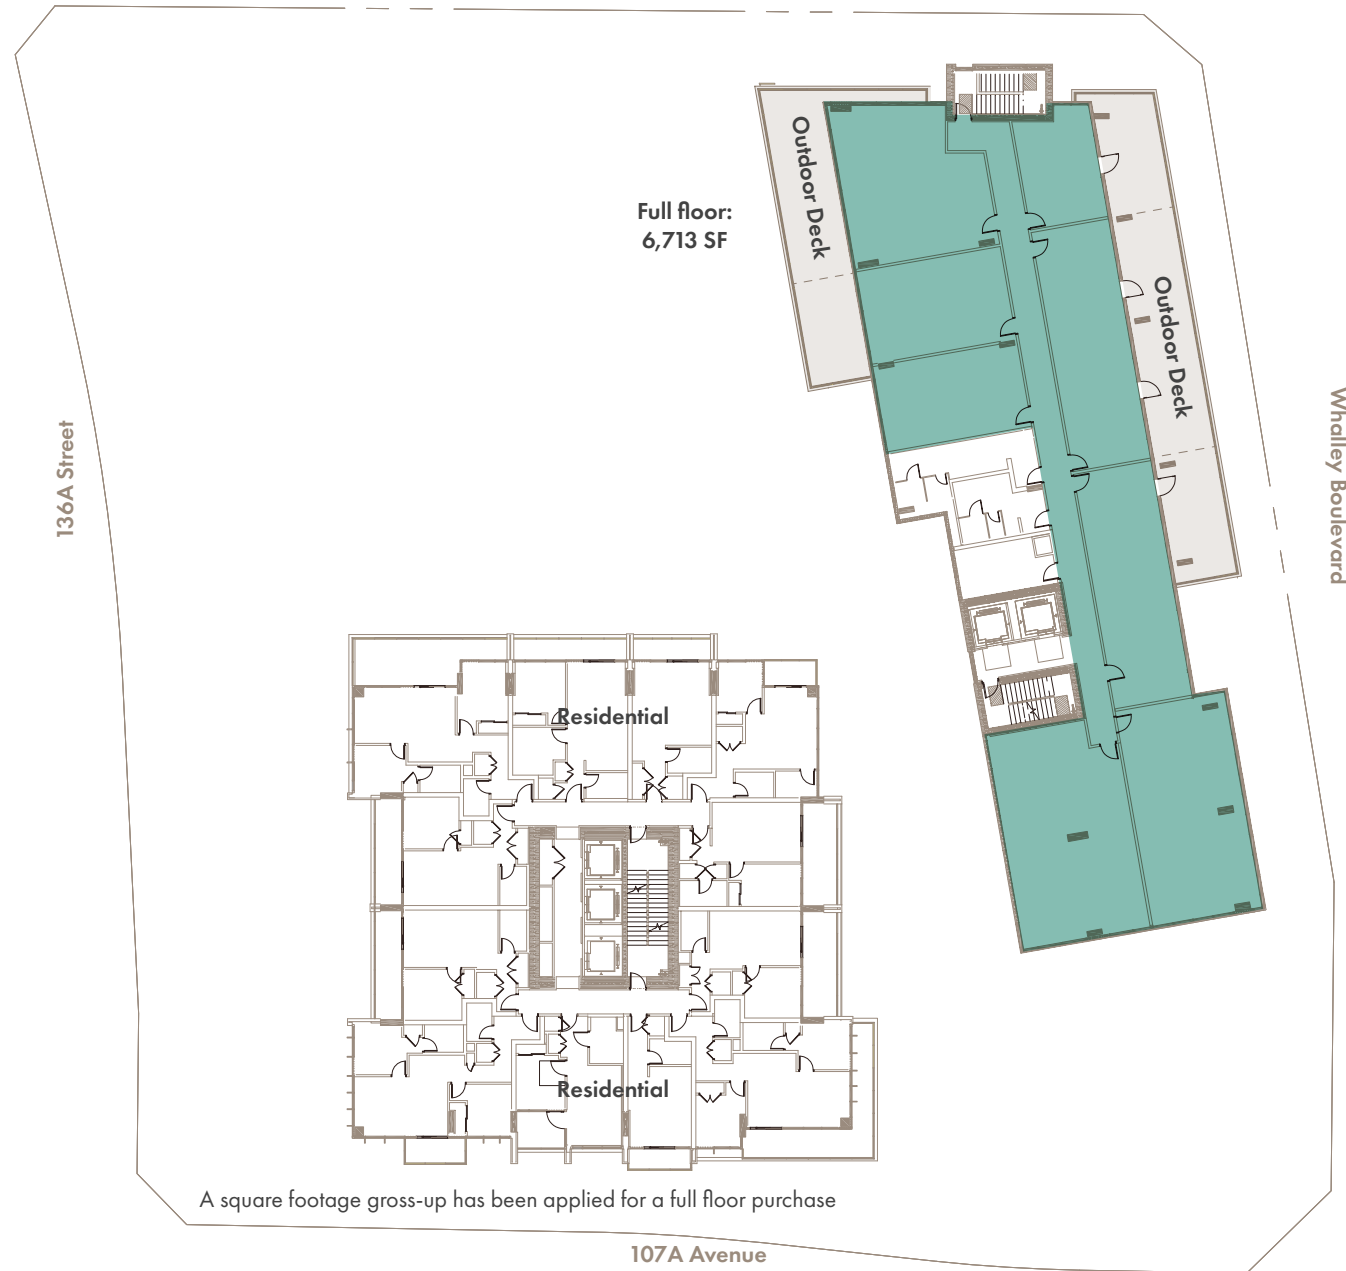 Outdoor Deck
Full floor:
6,713 SF
Outdoor Deck
136A Street
Whalley Boulevard
Residential
Residential
A square footage gross-up has been applied for a full floor purchase
107A Avenue